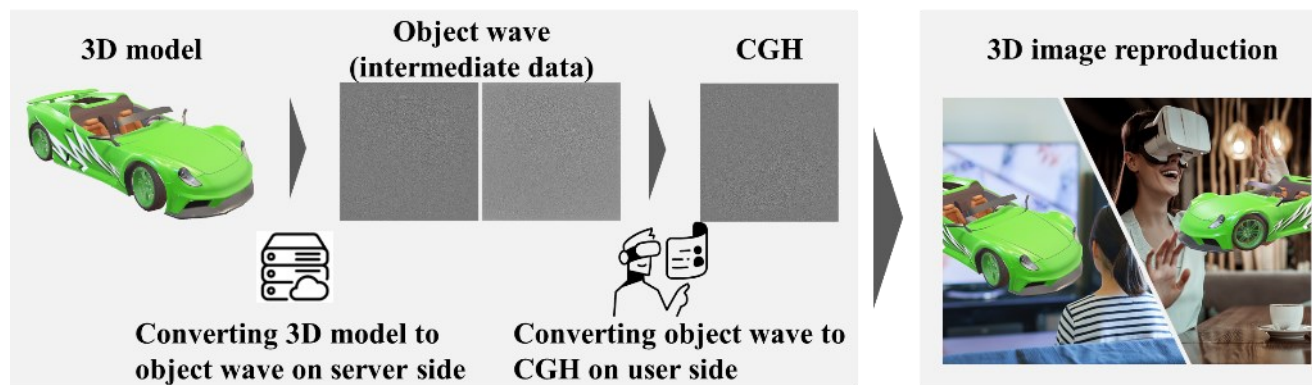 3D model
Object wave
(intermediate data)
CGH
3D image reproduction
Converting 3D model to
object wave on server side
Converting object wave to
CGH on user side